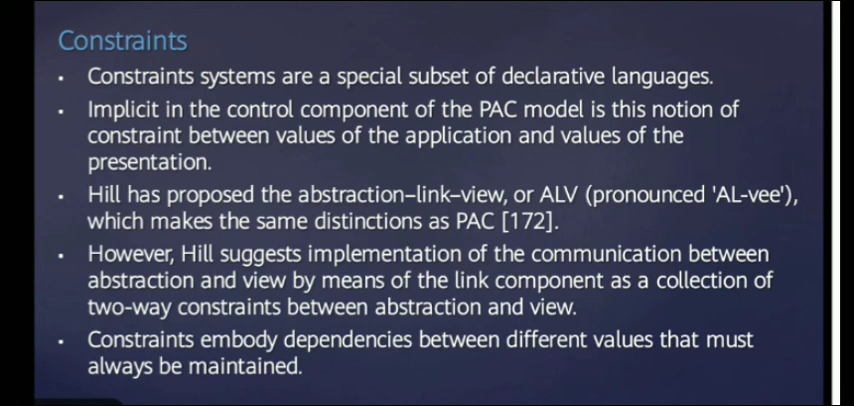 Constraints
• Constraints systems are a special subset of declarative languages.
• Implicit in the control component of the PAC model is this notion of
constraint between values of the application and values of the
presentation.
• Hill has proposed the abstraction–link–view, or ALV (pronounced 'AL-vee'),
which makes the same distinctions as PAC [172].
• However, Hill suggests implementation of the communication between
abstraction and view by means of the link component as a collection of
two-way constraints between abstraction and view.
• Constraints embody dependencies between different values that must
always be maintained.